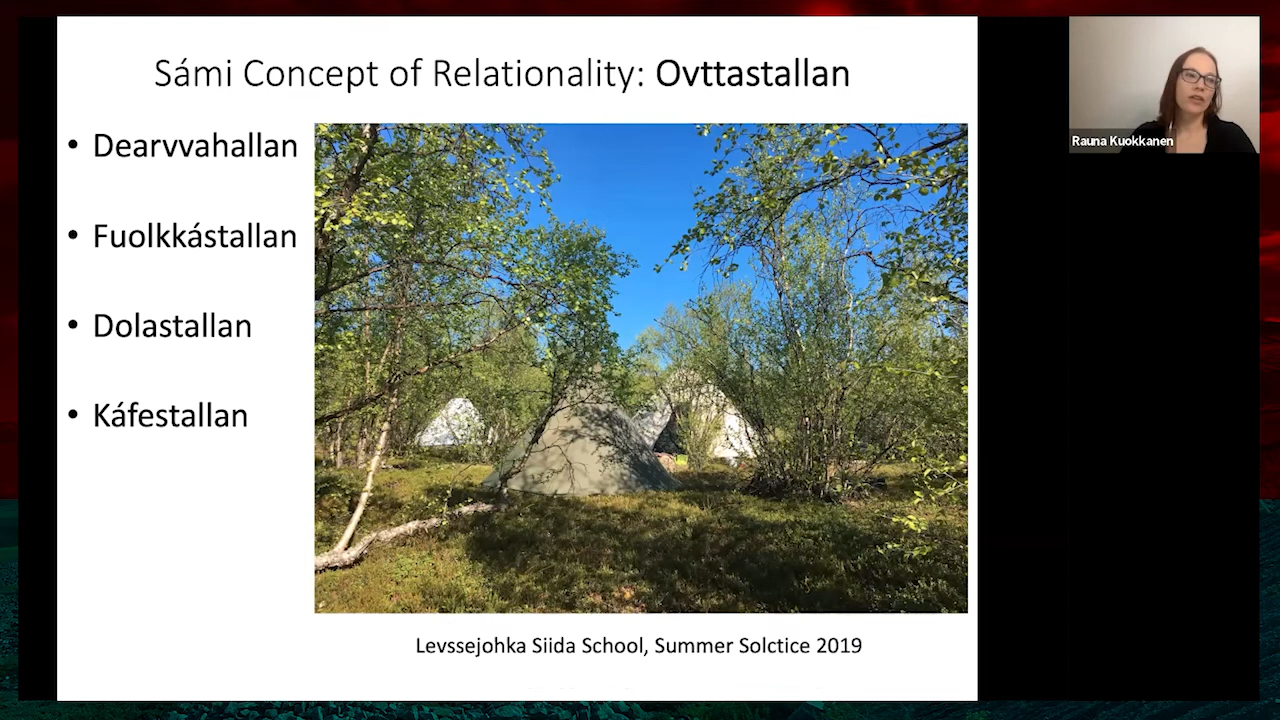 Sámi Concept of Relationality: Ovttastallan
• Dearvvahallan
• Fuolkkástallan
• Dolastallan
• Káfestallan
Levssejohka Siida School, Summer Solctice 2019
Rauna Kuokkanen